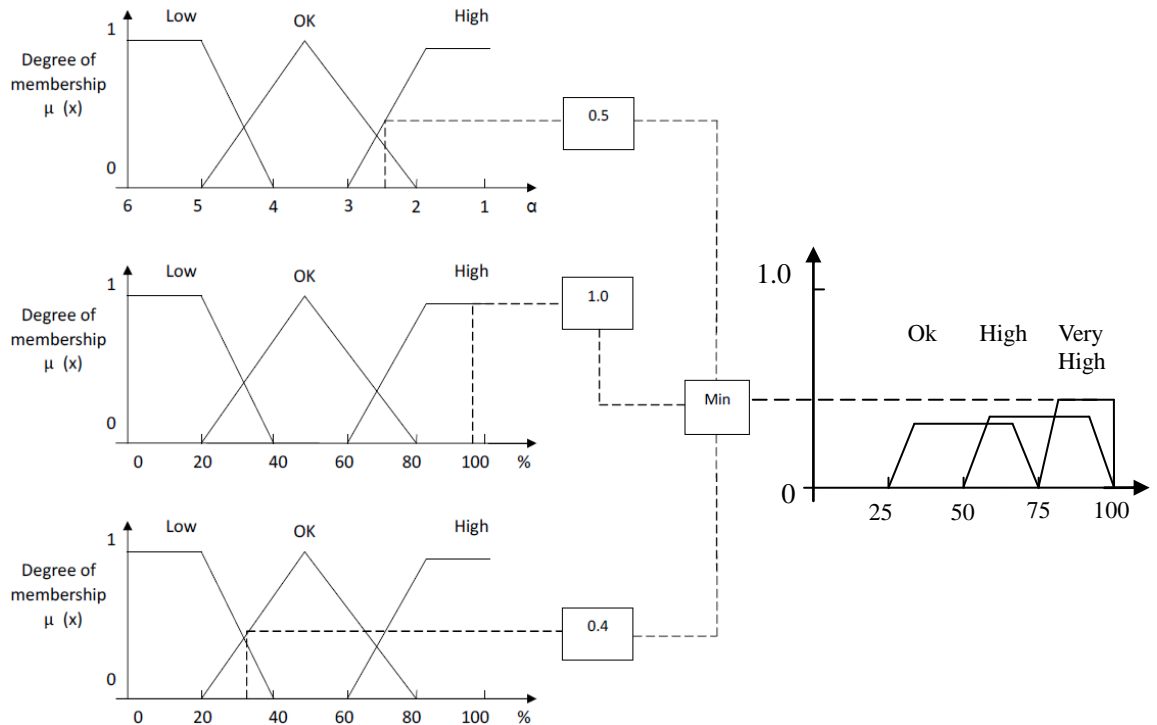 Low OK High
1
Degree of
membership
μ (x)
0
6 5 4 3 2 1 α
0.5
Low OK High
1
Degree of
membership
μ (x)
0
0 20 40 60 80 100 %
1.0
Min
Low OK High
1
Degree of
membership
μ (x)
0
0 20 40 60 80 100 %
0.4
1.0
Ok High Very
High
0
25 50 75 100